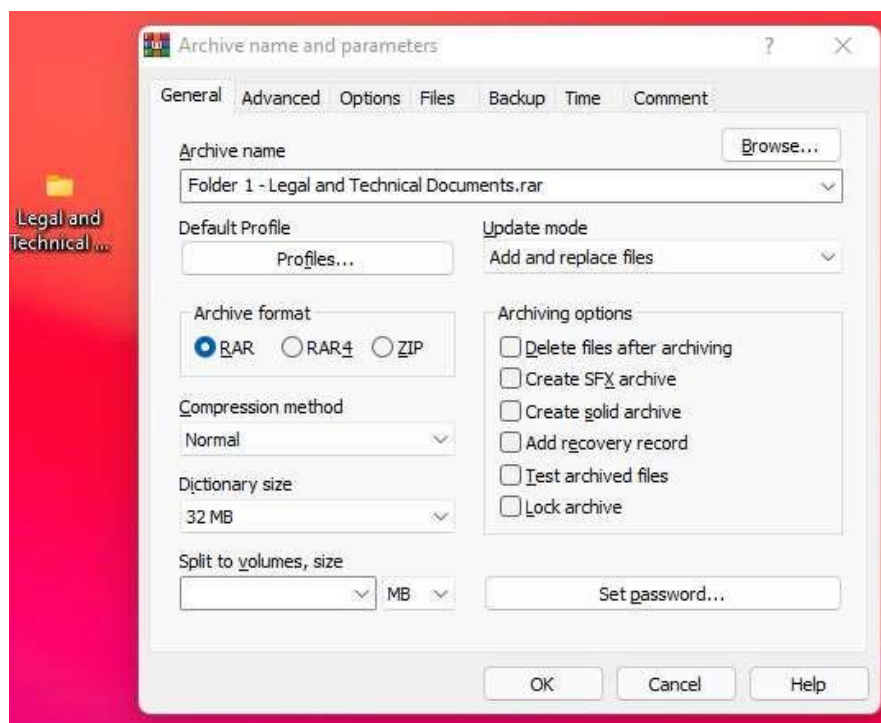 Archive name and parameters
?
General Advanced Options Files Backup Time Comment
Archive name
Browse...
Folder 1 - Legal and Technical Documents.rar
Legal and
Technical ...
Default Profile
Profiles...
Update mode
Add and replace files
Archive format
RAR RAR4 ZIP
Compression method
Normal
Dictionary size
32 MB
Split to volumes, size
MB
Archiving options
Delete files after archiving
Create SFX archive
Create solid archive
Add recovery record
Test archived files
Lock archive
Set password...
OK Cancel Help